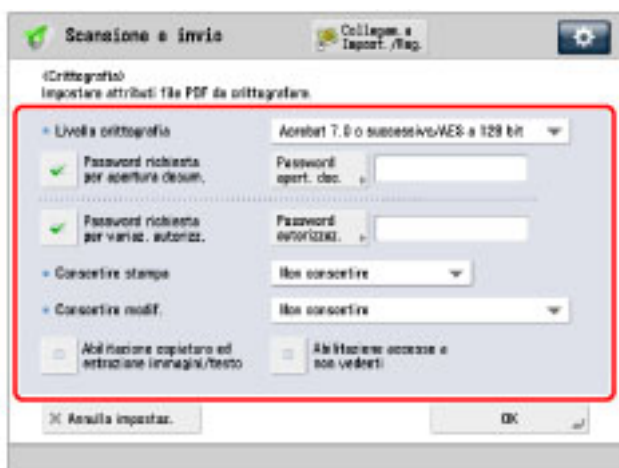 Scansione e invio
Collegam. a
Impost./Reg.
<Crittografia>
Impostare attributi file PDF da crittografare.
Livello crittografia
Acrobat 7.0 o successivo/AES a 128 bit
Password richiesta
per apertura docum.
Password
apert. doc.
Password richiesta
per variaz. autorizz.
Password
autorizzaz.
Consentire stampa
Non consentire
Consentire modif.
Non consentire
Abilitazione copiatura ed
estrazione immagini/testo
Abilitazione accesso a
non vedenti
Annulla impostaz.
OK